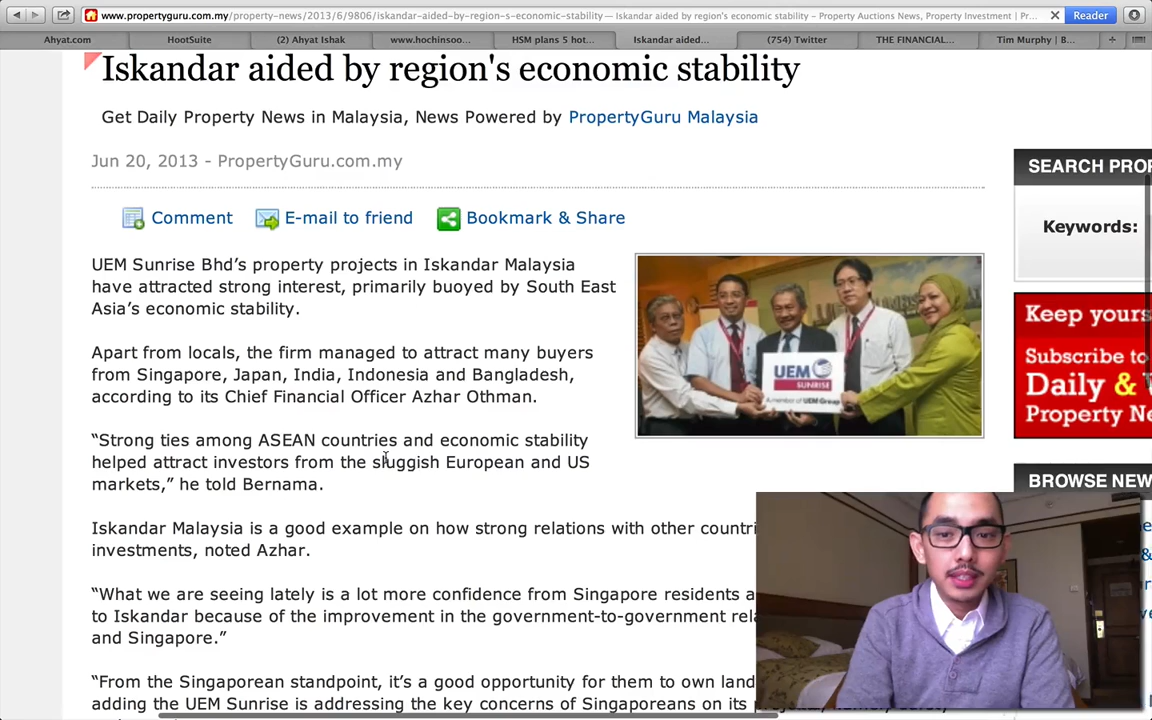 www.propertyguru.com.my/property-news/2013/6/9806/iskandar-aided-by-region-s-economic-stability — Iskandar aided by region's economic stability - Property Auctions News, Property Investment | Pr...
Reader
Ahyat.com
HootSuite
(2) Ahyat Ishak
www.hochinsoo...
HSM plans 5 hot...
Iskandar aided...
(754) Twitter
THE FINANCIAL...
Tim Murphy | B...
Iskandar aided by region's economic stability
Get Daily Property News in Malaysia, News Powered by PropertyGuru Malaysia
Jun 20, 2013 - PropertyGuru.com.my
Comment
E-mail to friend
Bookmark & Share
UEM Sunrise Bhd's property projects in Iskandar Malaysia
have attracted strong interest, primarily buoyed by South East
Asia's economic stability.
Apart from locals, the firm managed to attract many buyers
from Singapore, Japan, India, Indonesia and Bangladesh,
according to its Chief Financial Officer Azhar Othman.
“Strong ties among ASEAN countries and economic stability
helped attract investors from the sluggish European and US
markets,” he told Bernama.
Iskandar Malaysia is a good example on how strong relations with other countri
investments, noted Azhar.
“What we are seeing lately is a lot more confidence from Singapore residents a
to Iskandar because of the improvement in the government-to-government rela
and Singapore.”
“From the Singaporean standpoint, it's a good opportunity for them to own land
adding the UEM Sunrise is addressing the key concerns of Singaporeans on its
UEM
SUNRISE
A member of UEM Group
SEARCH PRO
Keywords:
Keep yours
Subscribe to
Daily & W
Property Ne
BROWSE NEW